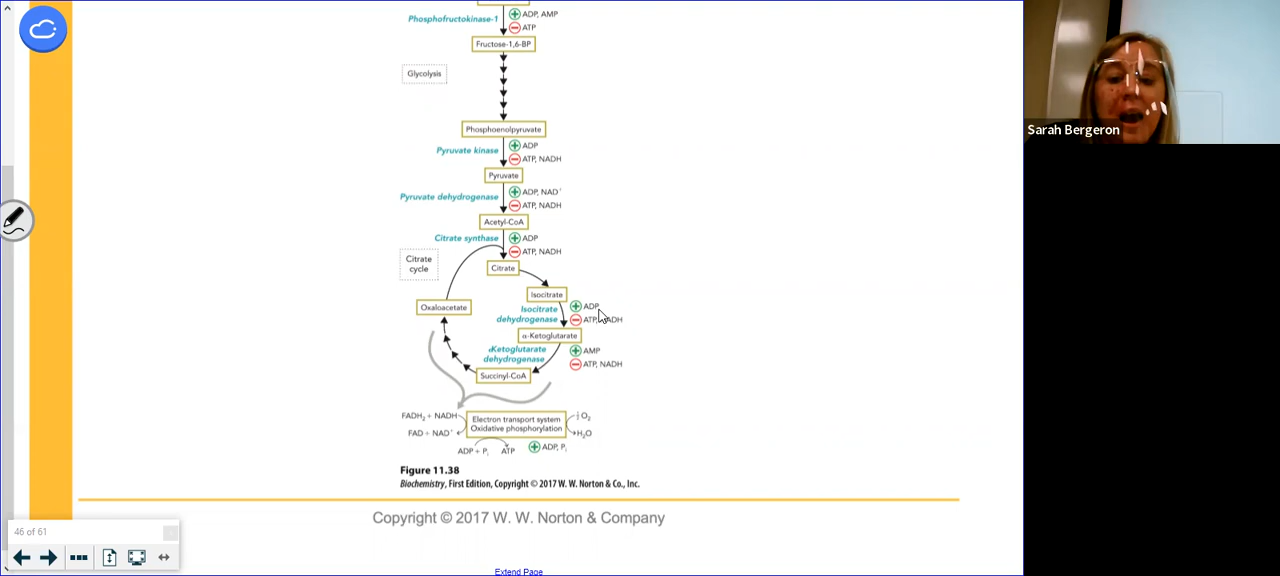 Phosphofructokinase-1
ADP, AMP
ATP
Fructose-1,6-BP
Glycolysis
Phosphoenolpyruvate
Pyruvate kinase
ADP
ATP, NADH
Pyruvate
Pyruvate dehydrogenase
ADP, NAD⁺
ATP, NADH
Acetyl-CoA
Citrate synthase
ADP
ATP, NADH
Citrate
cycle
Citrate
Isocitrate
Oxaloacetate
Isocitrate
dehydrogenase
ADP
ATP, NADH
α-Ketoglutarate
Ketoglutarate
dehydrogenase
AMP
ATP, NADH
Succinyl-CoA
FADH₂ + NADH
FAD + NAD⁺
Electron transport system
Oxidative phosphorylation
½ O₂
H₂O
ADP + Pᵢ
ATP
ADP, Pᵢ
Figure 11.38
Biochemistry, First Edition, Copyright © 2017 W. W. Norton & Co., Inc.
Copyright © 2017 W. W. Norton & Company
46 of 61
Extend Page
Sarah Bergeron